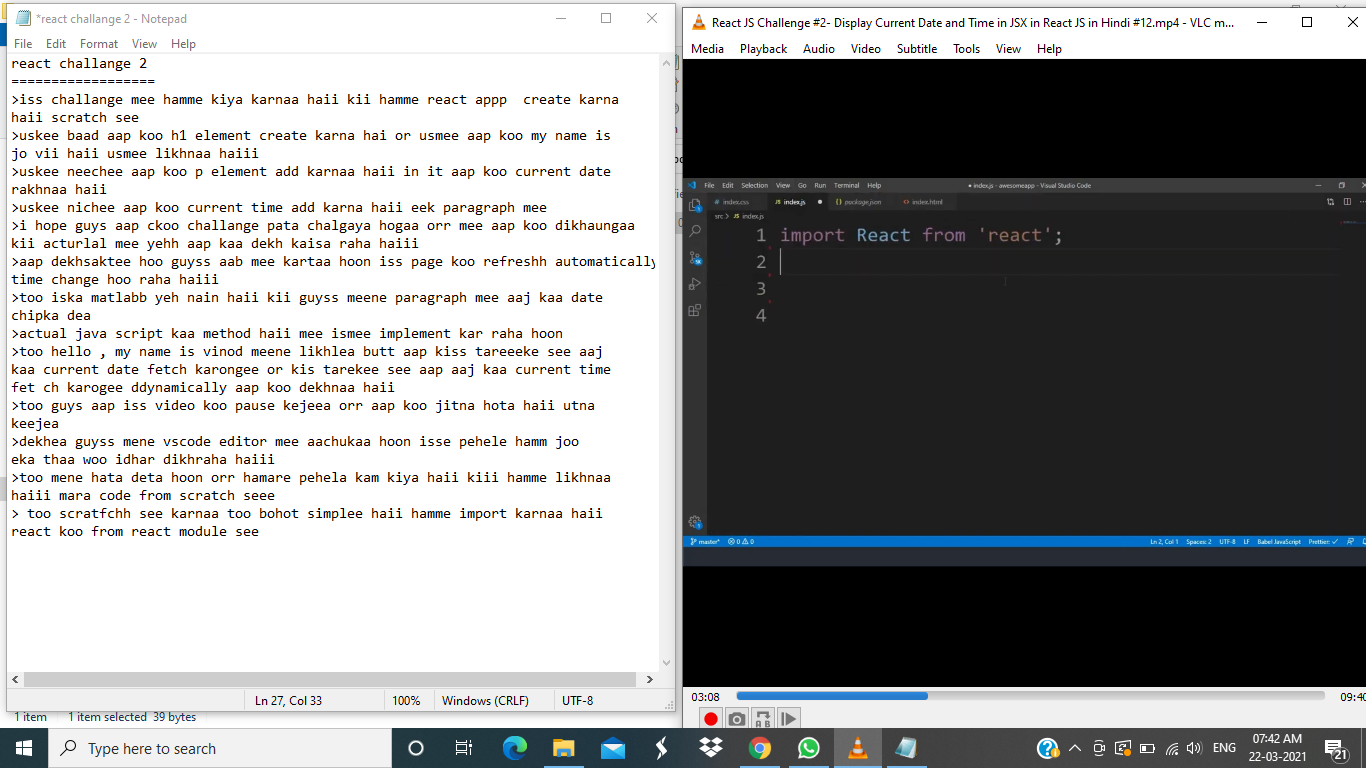 *react challange 2 - Notepad
File Edit Format View Help
react challange 2
==================
>iss challange mee hamme kiya karnaa haii kii hamme react appp  create karna
haii scratch see
>uskee baad aap koo h1 element create karna hai or usmee aap koo my name is
jo vii haii usmee likhnaa haiii
>uskee neechee aap koo p element add karnaa haii in it aap koo current date
rakhnaa haii
>uskee nichee aap koo current time add karna haii eek paragraph mee
>i hope guys aap ckoo challange pata chalgaya hogaa orr mee aap koo dikhaungaa
kii acturlal mee yehh aap kaa dekh kaisa raha haiii
>aap dekhsaktee hoo guyss aab mee kartaa hoon iss page koo refreshh automatically
time change hoo raha haiii
>too iska matlabb yeh nain haii kii guyss meene paragraph mee aaj kaa date
chipka dea
>actual java script kaa method haii mee ismee implement kar raha hoon
>too hello , my name is vinod meene likhlea butt aap kiss tareeeke see aaj
kaa current date fetch karongee or kis tarekee see aap aaj kaa current time
fet ch karogee ddynamically aap koo dekhnaa haii
>too guys aap iss video koo pause kejeea orr aap koo jitna hota haii utna
keejea
>dekhea guyss mene vscode editor mee aachukaa hoon isse pehele hamm joo
eka thaa woo idhar dikhraha haiii
>too mene hata deta hoon orr hamare pehela kam kiya haii kiii hamme likhnaa
haiii mara code from scratch seee
> too scratfchh see karnaa too bohot simplee haii hamme import karnaa haii
react koo from react module see
Ln 27, Col 33 100% Windows (CRLF) UTF-8
1 item 1 item selected 39 bytes
React JS Challenge #2- Display Current Date and Time in JSX in React JS in Hindi #12.mp4 - VLC m...
Media Playback Audio Video Subtitle Tools View Help
File Edit Selection View Go Run Terminal Help
● index.js - awesomeapp - Visual Studio Code
# index.css JS index.js ● {} package.json <> index.html
src > JS index.js
1 import React from 'react';
2
3
4
master* 0 0 Ln 2, Col 1 Spaces: 2 UTF-8 LF Babel JavaScript Prettier: ✓
03:08 09:40
Type here to search
ENG
07:42 AM
22-03-2021
21